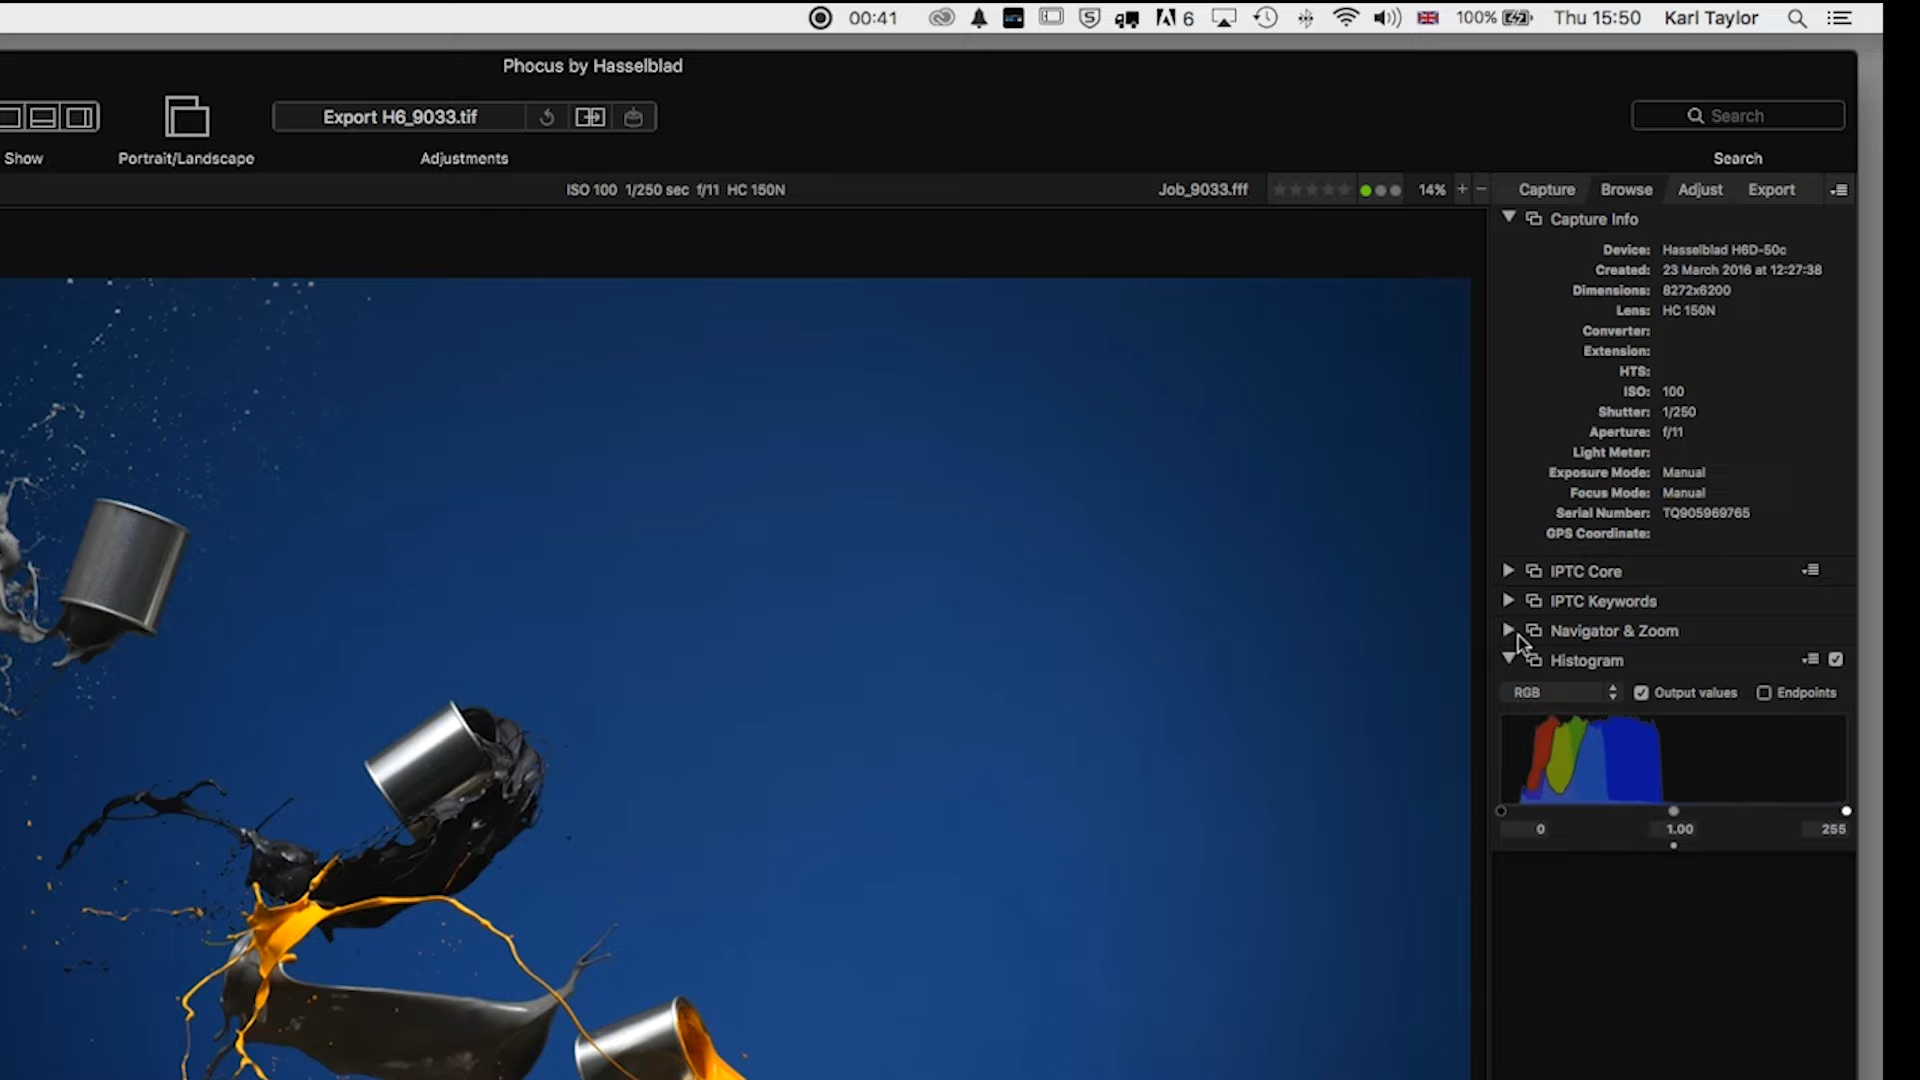 00:41 6 100% Thu 15:50 Karl Taylor
Phocus by Hasselblad
Export H6_9033.tif
Search
Show
Portrait/Landscape
Adjustments
Search
ISO 100 1/250 sec f/11 HC 150N
Job_9033.fff
14% + −
Capture Browse Adjust Export
Capture Info
Device: Hasselblad H6D-50c
Created: 23 March 2016 at 12:27:38
Dimensions: 8272x6200
Lens: HC 150N
Converter:
Extension:
HTS:
ISO: 100
Shutter: 1/250
Aperture: f/11
Light Meter:
Exposure Mode: Manual
Focus Mode: Manual
Serial Number: TQ905969765
GPS Coordinate:
IPTC Core
IPTC Keywords
Navigator & Zoom
Histogram
RGB Output values Endpoints
0 1.00 255